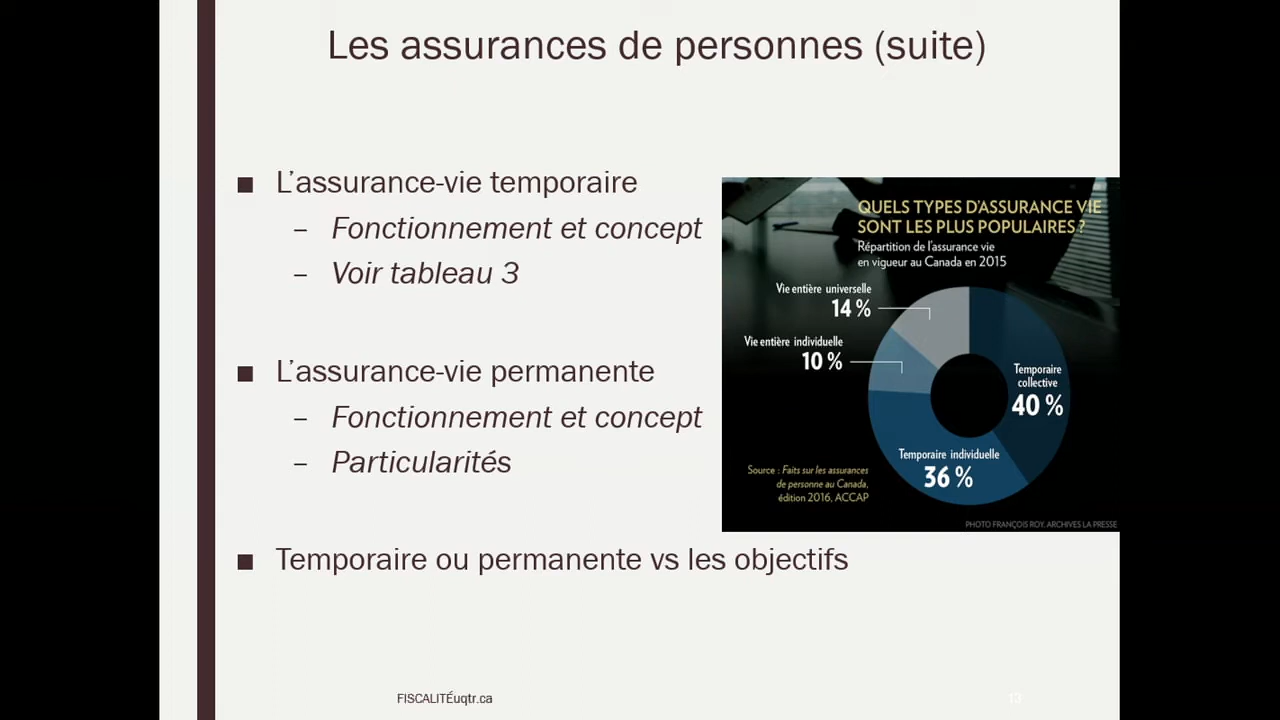 Les assurances de personnes (suite)
■ L'assurance-vie temporaire
– Fonctionnement et concept
– Voir tableau 3
■ L'assurance-vie permanente
– Fonctionnement et concept
– Particularités
■ Temporaire ou permanente vs les objectifs
QUELS TYPES D'ASSURANCE VIE
SONT LES PLUS POPULAIRES ?
Répartition de l'assurance vie
en vigueur au Canada en 2015
Vie entière universelle
14 %
Vie entière individuelle
10 %
Temporaire
collective
40 %
Temporaire individuelle
36 %
Source : Faits sur les assurances
de personne au Canada,
édition 2016, ACCAP
PHOTO FRANÇOIS ROY, ARCHIVES LA PRESSE
FISCALITÉuqtr.ca
13